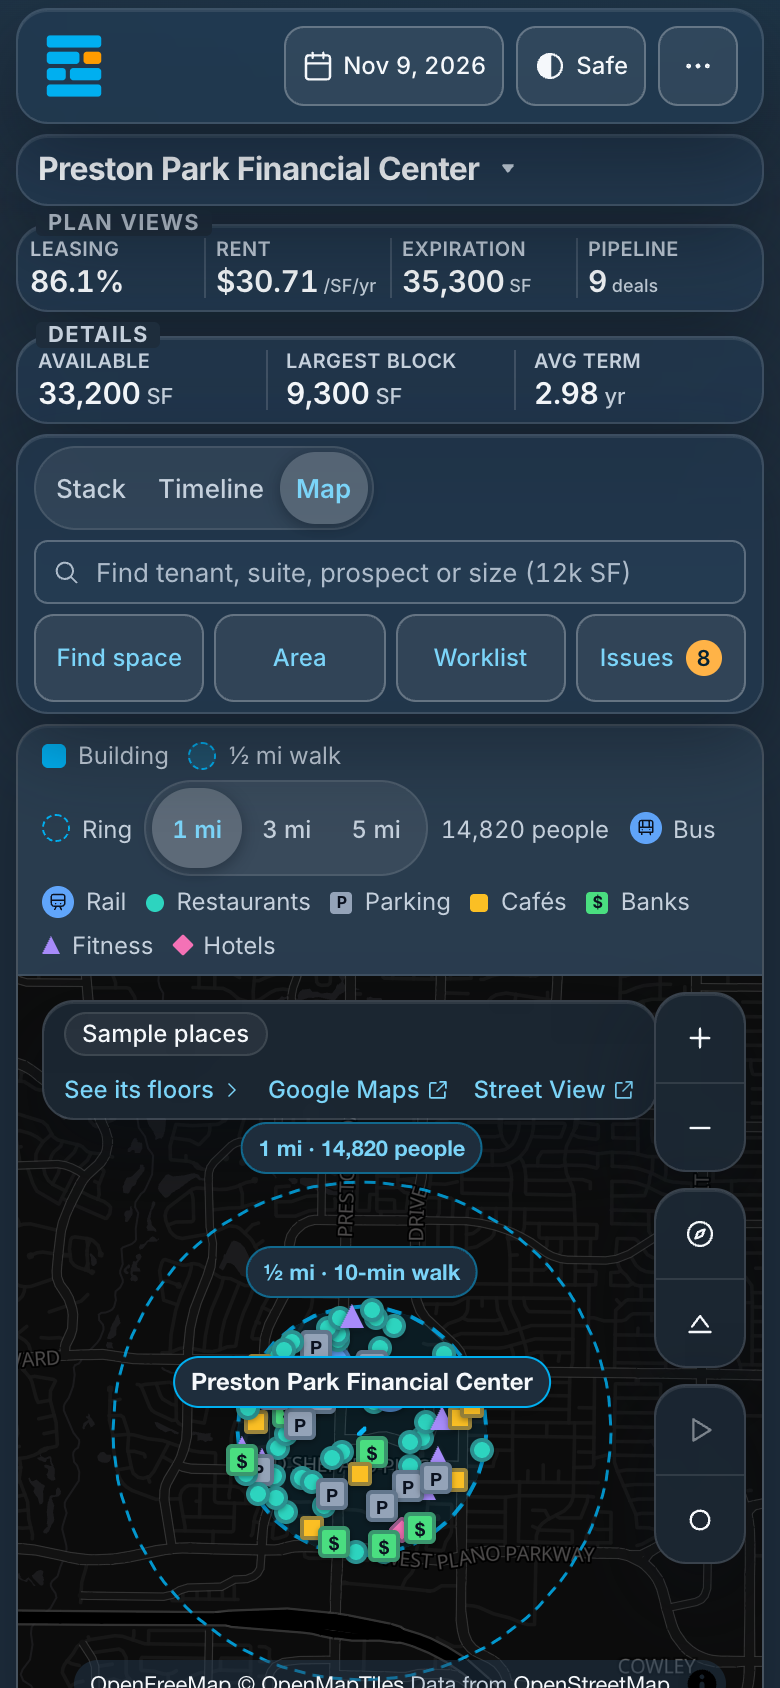 Nov 9, 2026
Safe
Preston Park Financial Center
PLAN VIEWS
LEASING RENT EXPIRATION PIPELINE
86.1% $30.71 /SF/yr 35,300 SF 9 deals
DETAILS
AVAILABLE LARGEST BLOCK AVG TERM
33,200 SF 9,300 SF 2.98 yr
Stack Timeline Map
Find tenant, suite, prospect or size (12k SF)
Find space Area Worklist Issues 8
Building ½ mi walk
Ring 1 mi 3 mi 5 mi 14,820 people Bus
Rail Restaurants P Parking Cafés $ Banks
Fitness Hotels
Sample places
See its floors Google Maps Street View
1 mi · 14,820 people
DRIVE
½ mi · 10-min walk
P
Preston Park Financial Center
P
$
$
P
P
P
P
P
$
$
$
EST PLANO PARKWAY
COWLEY
OpenFreeMap © OpenMapTiles Data from OpenStreetMap